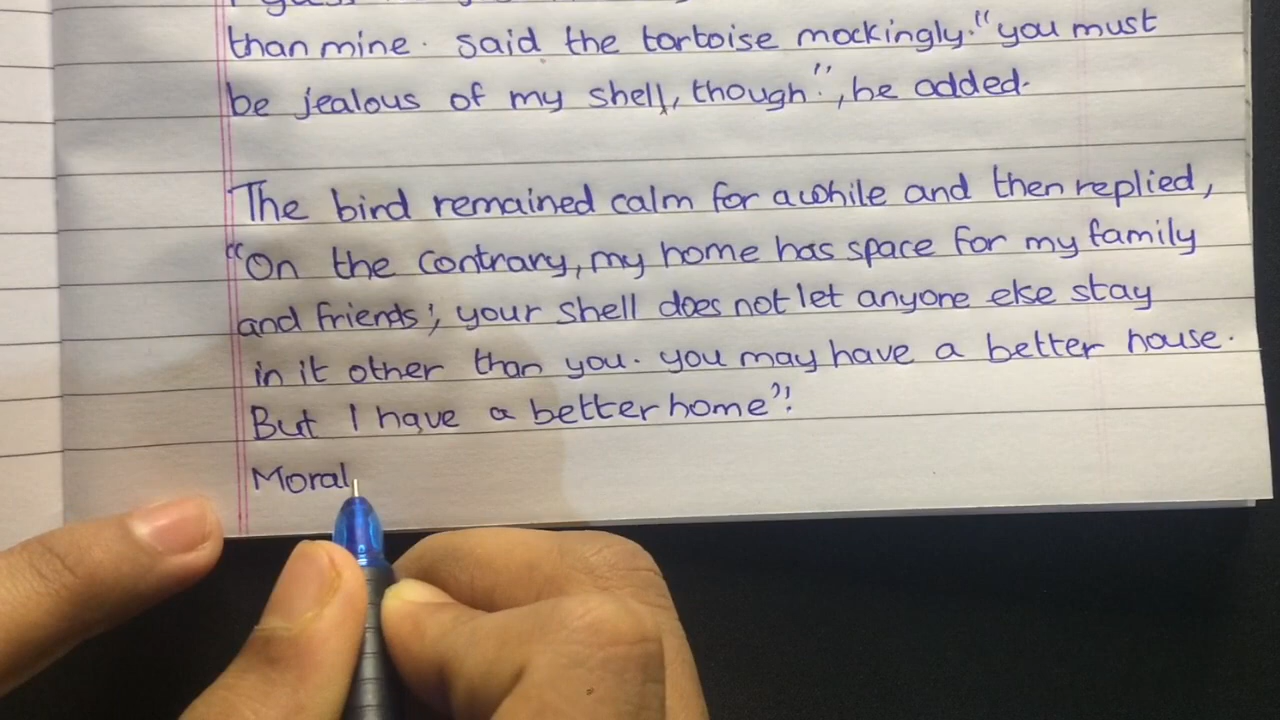 than mine. said the tortoise mockingly."you must
be jealous of my shell, though", he added.
The bird remained calm for awhile and then replied,
"On the contrary, my home has space for my family
and friends; your shell does not let anyone else stay
in it other than you. you may have a better house.
But I have a better home"!
Moral